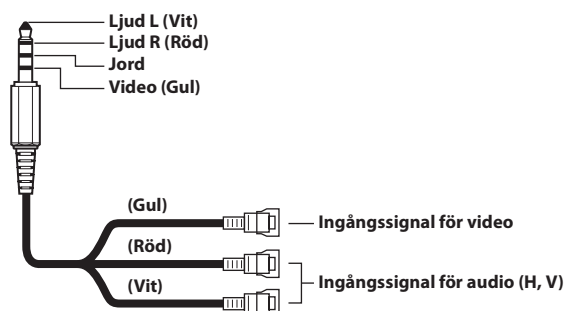 Ljud L (Vit)
Ljud R (Röd)
Jord
Video (Gul)
(Gul)
Ingångssignal för video
(Röd)
Ingångssignal för audio (H, V)
(Vit)